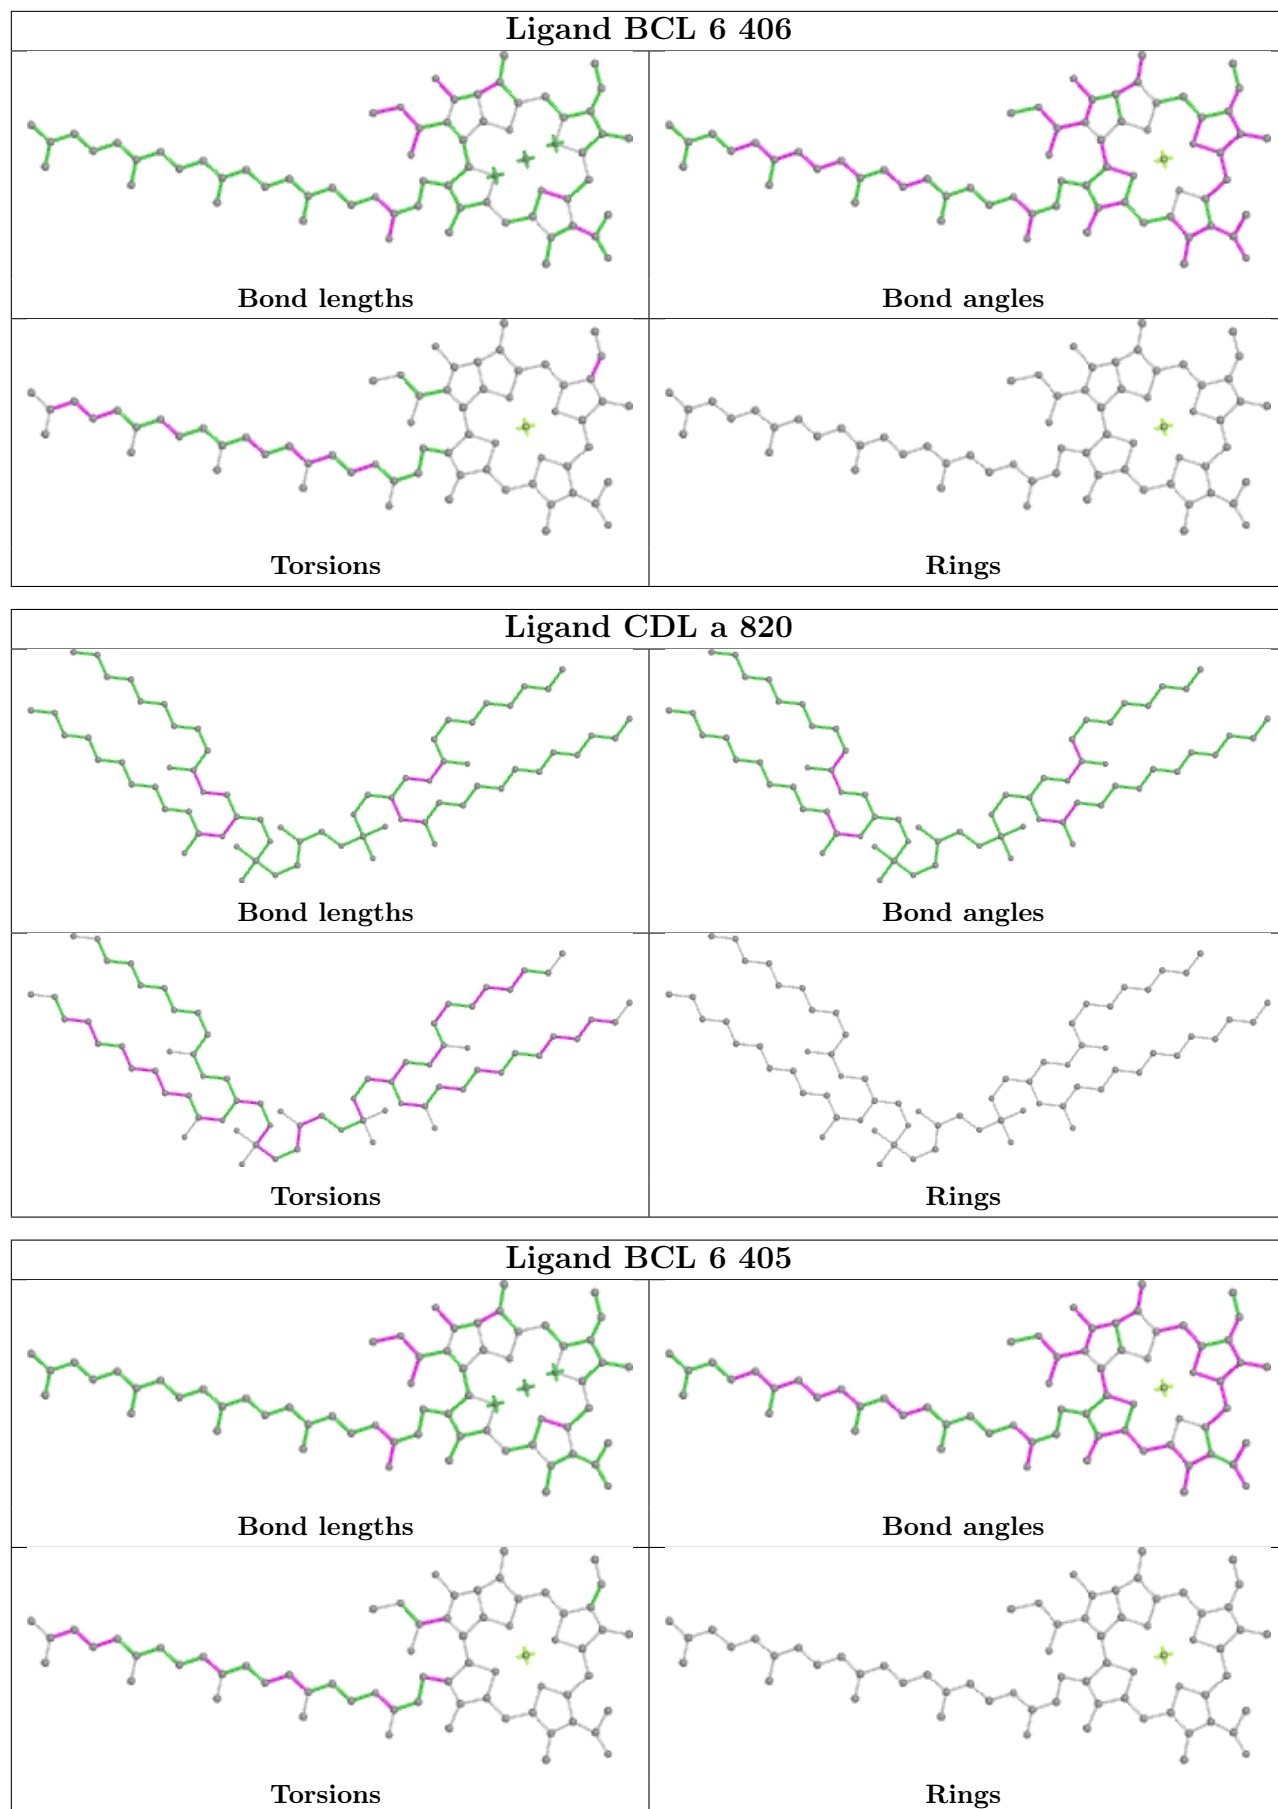 Ligand BCL 6 406
Bond lengths
Bond angles
Torsions
Rings
Ligand CDL a 820
Bond lengths
Bond angles
Torsions
Rings
Ligand BCL 6 405
Bond lengths
Bond angles
Torsions
Rings